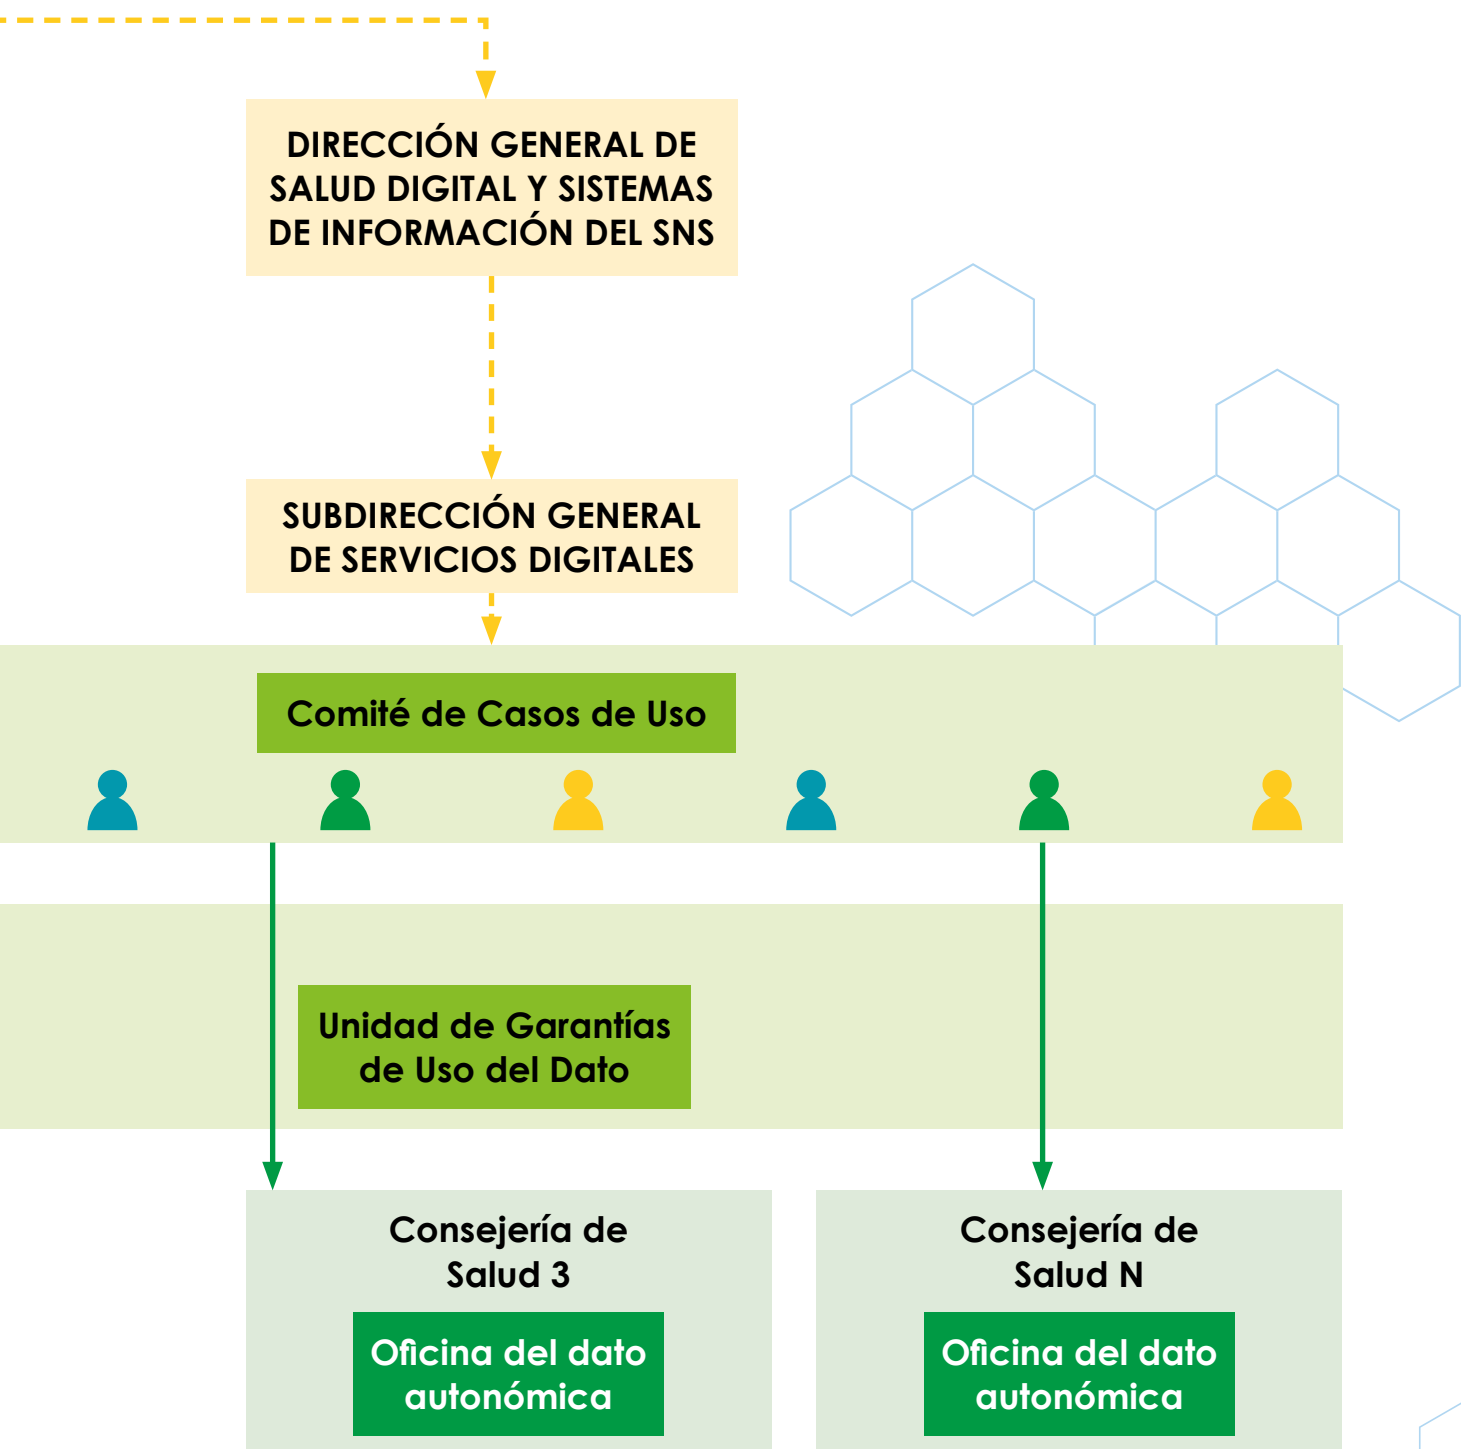 DIRECCIÓN GENERAL DE
SALUD DIGITAL Y SISTEMAS
DE INFORMACIÓN DEL SNS
SUBDIRECCIÓN GENERAL
DE SERVICIOS DIGITALES
Comité de Casos de Uso
Unidad de Garantías
de Uso del Dato
Consejería de
Salud 3
Oficina del dato
autonómica
Consejería de
Salud N
Oficina del dato
autonómica